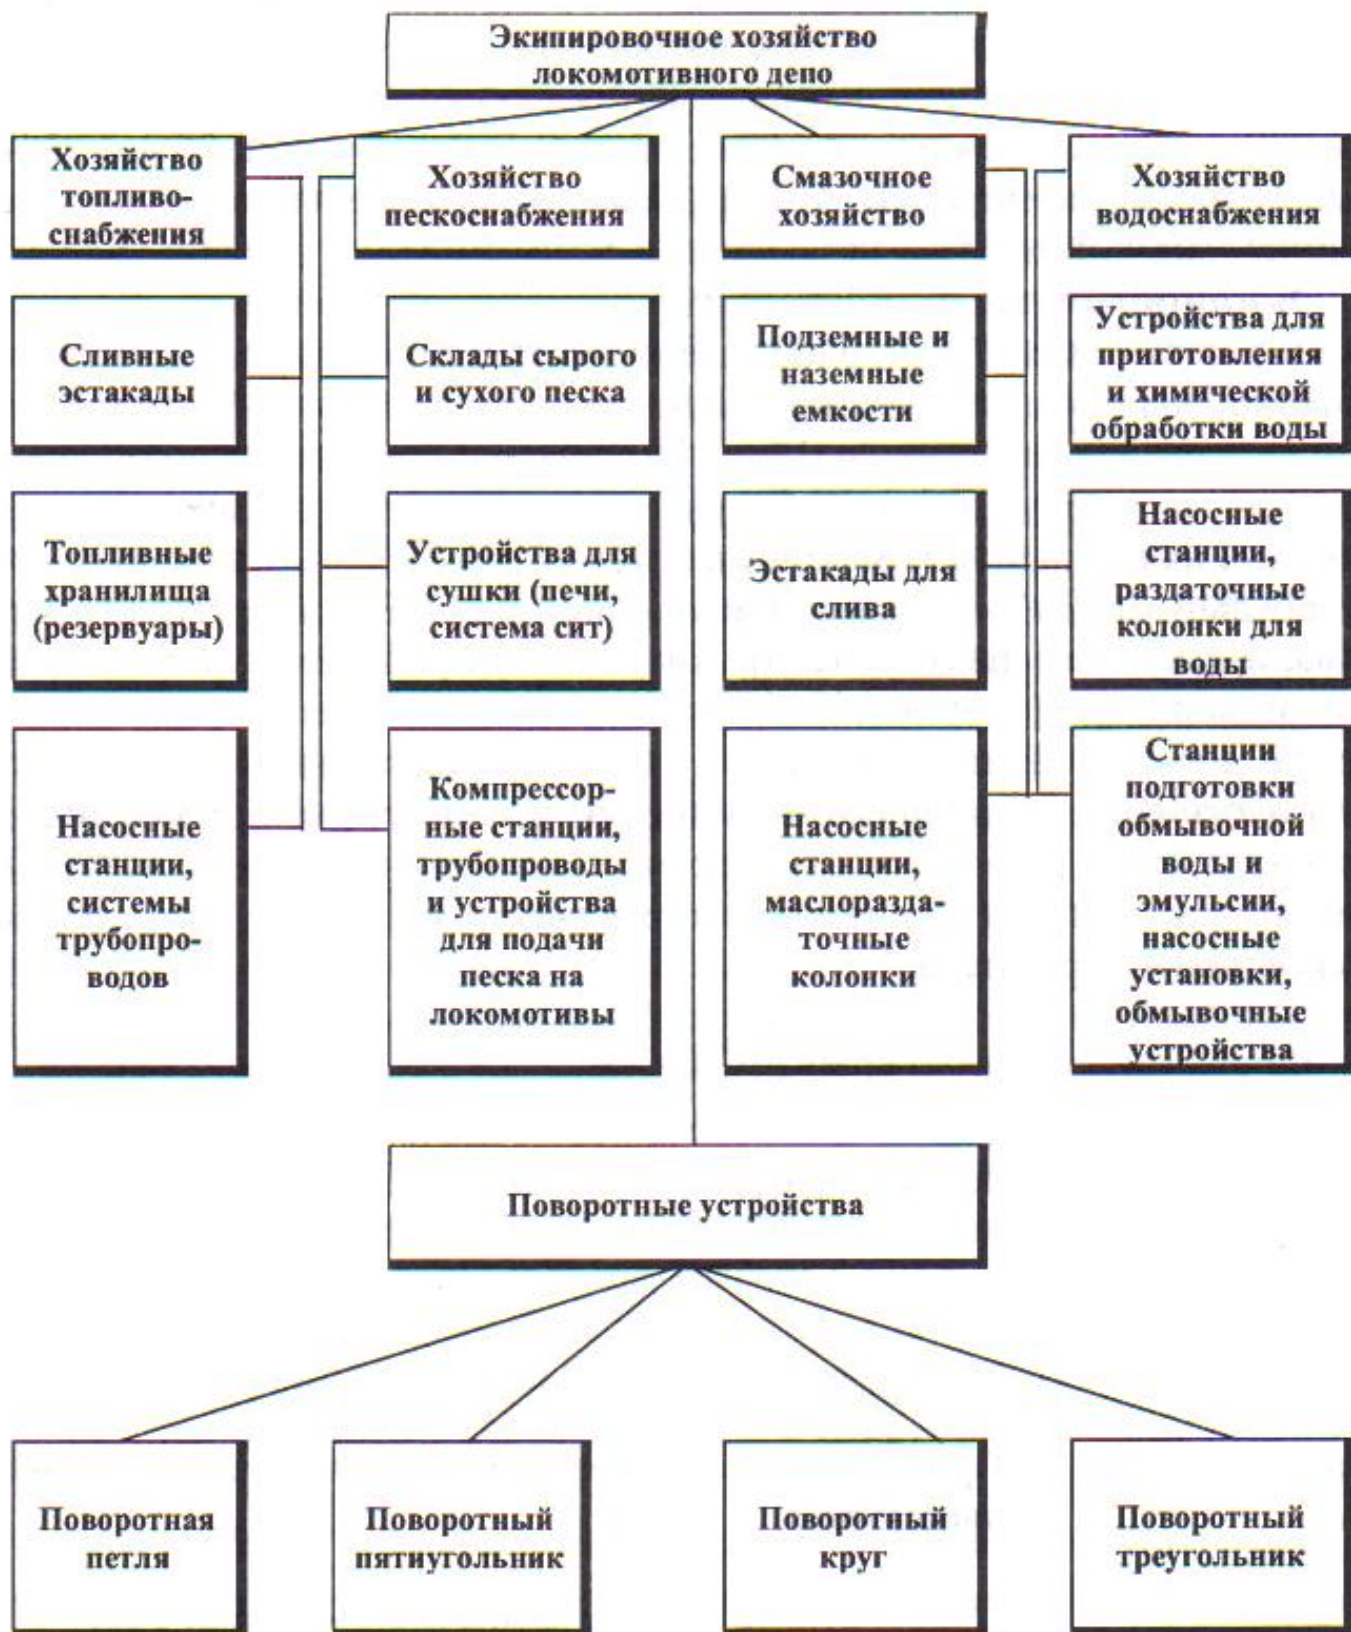 Экипировочное хозяйство
локомотивного депо
Хозяйство
топливо-
снабжения
Хозяйство
пескоснабжения
Смазочное
хозяйство
Хозяйство
водоснабжения
Сливные
эстакады
Склады сырого
и сухого песка
Подземные и
наземные
емкости
Устройства для
приготовления
и химической
обработки воды
Топливные
хранилища
(резервуары)
Устройства для
сушки (печи,
система сит)
Эстакады для
слива
Насосные
станции,
раздаточные
колонки для
воды
Насосные
станции,
системы
трубопро-
водов
Компрессор-
ные станции,
трубопроводы
и устройства
для подачи
песка на
локомотивы
Насосные
станции,
маслоразда-
точные
колонки
Станции
подготовки
обмывочной
воды и
эмульсии,
насосные
установки,
обмывочные
устройства
Поворотные устройства
Поворотная
петля
Поворотный
пятиугольник
Поворотный
круг
Поворотный
треугольник